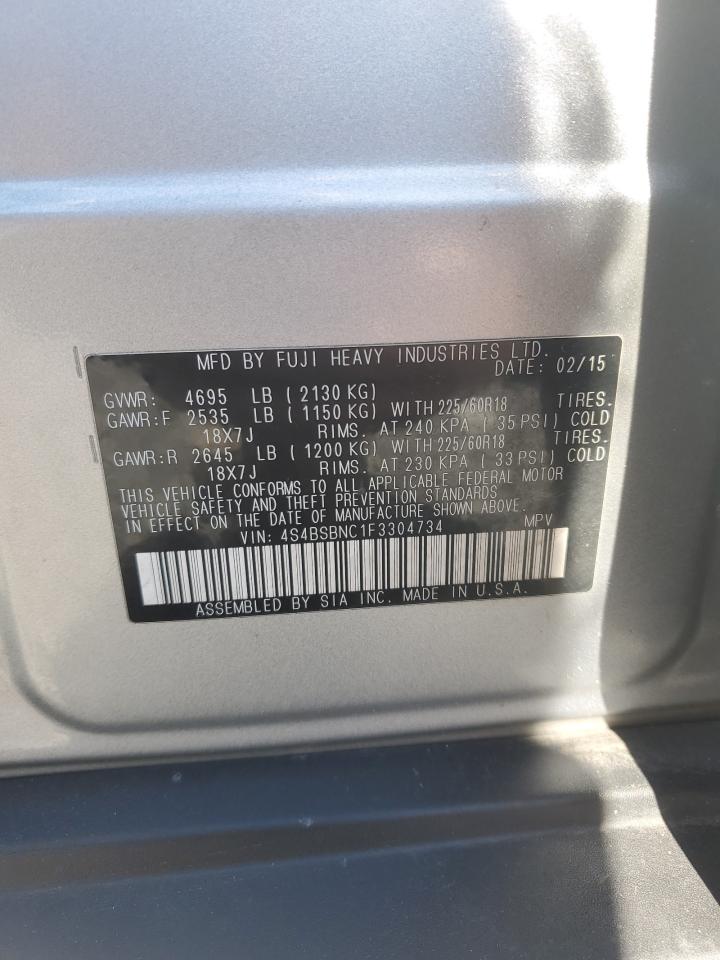 MFD BY FUJI HEAVY INDUSTRIES LTD.
DATE: 02/15
GVWR: 4695 LB ( 2130 KG)
GAWR:F 2535 LB ( 1150 KG) WITH 225/60R18 TIRES.
18X7J RIMS. AT 240 KPA ( 35 PSI) COLD
GAWR:R 2645 LB ( 1200 KG) WITH 225/60R18 TIRES.
18X7J RIMS. AT 230 KPA ( 33 PSI) COLD
THIS VEHICLE CONFORMS TO ALL APPLICABLE FEDERAL MOTOR
VEHICLE SAFETY AND THEFT PREVENTION STANDARDS
IN EFFECT ON THE DATE OF MANUFACTURE SHOWN ABOVE.
VIN: 4S4BSBNC1F3304734 MPV
ASSEMBLED BY SIA INC. MADE IN U.S.A.